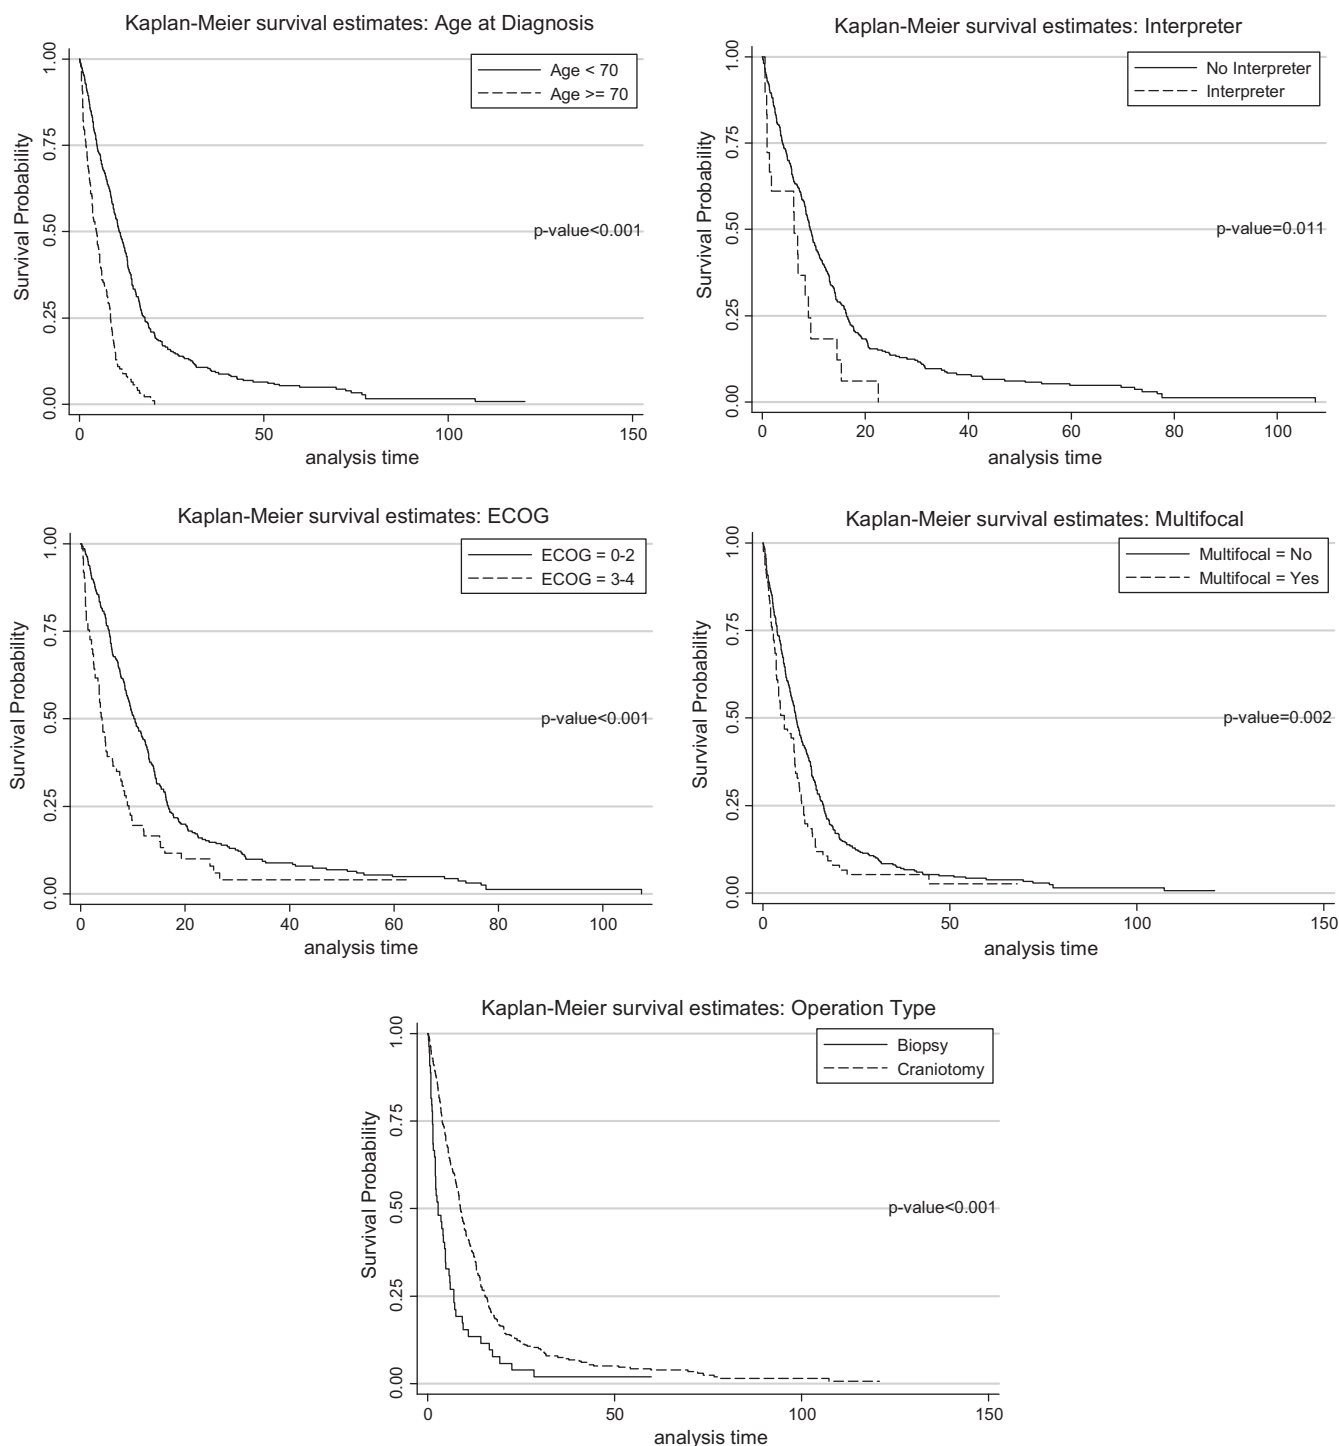 Kaplan-Meier survival estimates: Age at Diagnosis
Age < 70
Age >= 70
Survival Probability
1.00
0.75
0.50
0.25
0.00
p-value<0.001
0 50 100 150
analysis time
Kaplan-Meier survival estimates: Interpreter
No Interpreter
Interpreter
Survival Probability
1.00
0.75
0.50
0.25
0.00
p-value=0.011
0 20 40 60 80 100
analysis time
Kaplan-Meier survival estimates: ECOG
ECOG = 0-2
ECOG = 3-4
Survival Probability
1.00
0.75
0.50
0.25
0.00
p-value<0.001
0 20 40 60 80 100
analysis time
Kaplan-Meier survival estimates: Multifocal
Multifocal = No
Multifocal = Yes
Survival Probability
1.00
0.75
0.50
0.25
0.00
p-value=0.002
0 50 100 150
analysis time
Kaplan-Meier survival estimates: Operation Type
Biopsy
Craniotomy
Survival Probability
1.00
0.75
0.50
0.25
0.00
p-value<0.001
0 50 100 150
analysis time